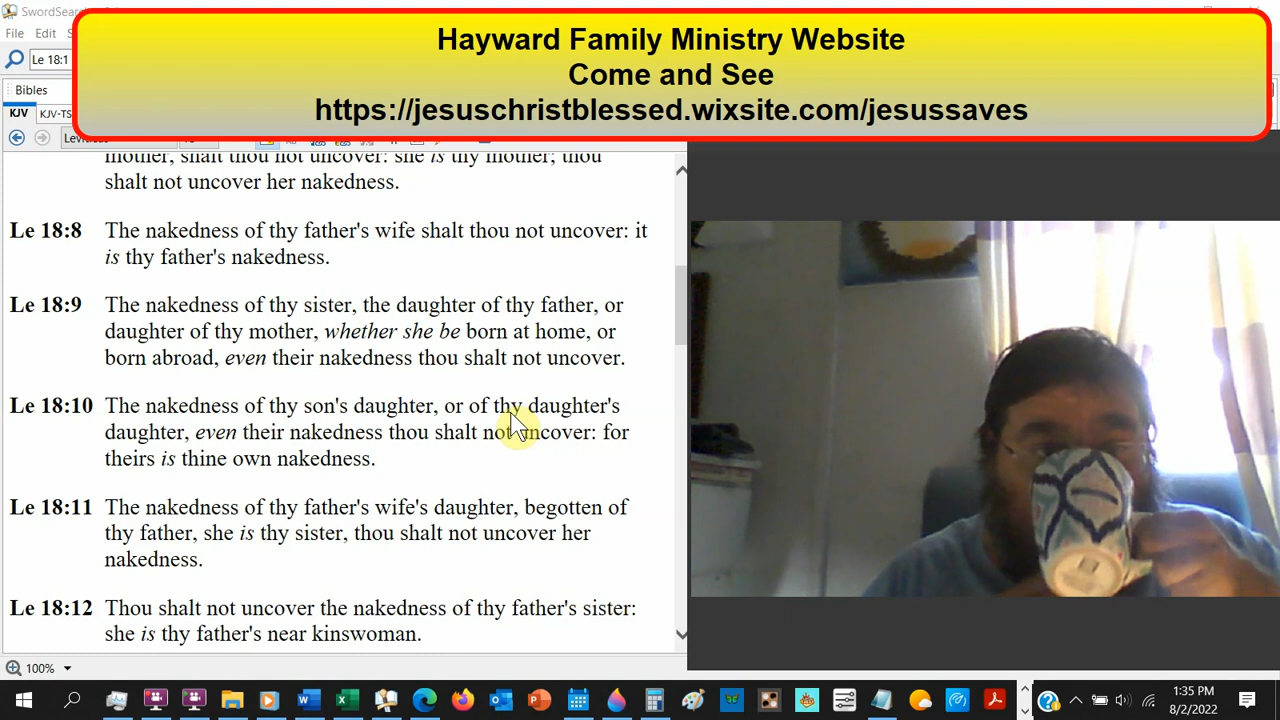 SwordSear
Hayward Family Ministry Website
Come and See
https://jesuschristblessed.wixsite.com/jesussaves
File Edit
Le 18:1
Bibles
KJV KJV-TS
mother, shalt thou not uncover: she is thy mother; thou
shalt not uncover her nakedness.
Le 18:8 The nakedness of thy father's wife shalt thou not uncover: it
is thy father's nakedness.
Le 18:9 The nakedness of thy sister, the daughter of thy father, or
daughter of thy mother, whether she be born at home, or
born abroad, even their nakedness thou shalt not uncover.
Le 18:10 The nakedness of thy son's daughter, or of thy daughter's
daughter, even their nakedness thou shalt not uncover: for
theirs is thine own nakedness.
Le 18:11 The nakedness of thy father's wife's daughter, begotten of
thy father, she is thy sister, thou shalt not uncover her
nakedness.
Le 18:12 Thou shalt not uncover the nakedness of thy father's sister:
she is thy father's near kinswoman.
100%
1:35 PM
8/2/2022